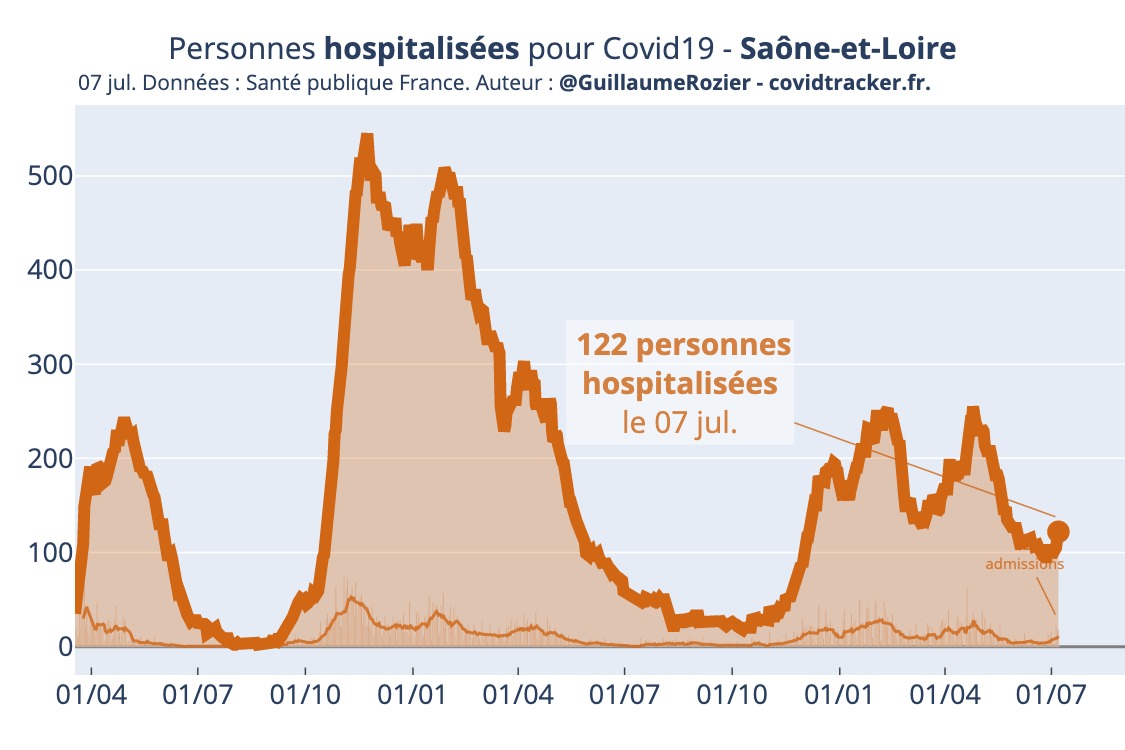 Personnes hospitalisées pour Covid19 - Saône-et-Loire
07 jul. Données : Santé publique France. Auteur : @GuillaumeRozier - covidtracker.fr.
500
400
300
200
100
0
122 personnes
hospitalisées
le 07 jul.
admissions
01/04 01/07 01/10 01/01 01/04 01/07 01/10 01/01 01/04 01/07